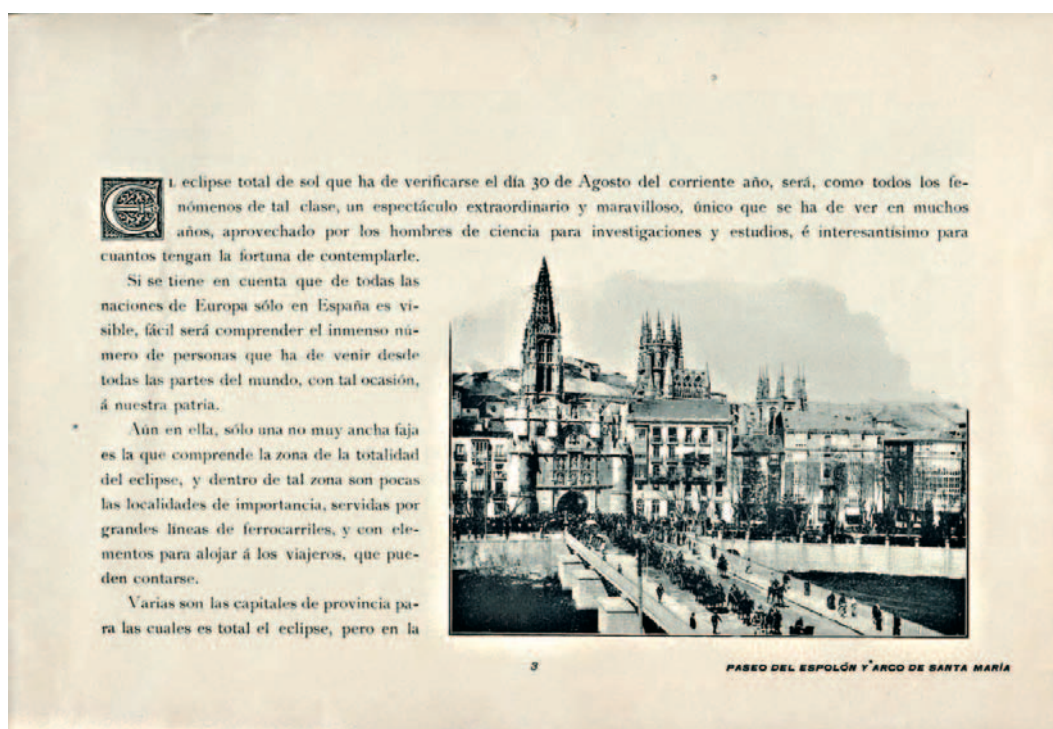 EL eclipse total de sol que ha de verificarse el día 30 de Agosto del corriente año, será, como todos los fe-
nómenos de tal clase, un espectáculo extraordinario y maravilloso, único que se ha de ver en muchos
años, aprovechado por los hombres de ciencia para investigaciones y estudios, é interesantísimo para
cuantos tengan la fortuna de contemplarle.
Si se tiene en cuenta que de todas las
naciones de Europa sólo en España es vi-
sible, fácil será comprender el inmenso nú-
mero de personas que ha de venir desde
todas las partes del mundo, con tal ocasión,
á nuestra patria.
Aún en ella, sólo una no muy ancha faja
es la que comprende la zona de la totalidad
del eclipse, y dentro de tal zona son pocas
las localidades de importancia, servidas por
grandes líneas de ferrocarriles, y con ele-
mentos para alojar á los viajeros, que pue-
den contarse.
Varias son las capitales de provincia pa-
ra las cuales es total el eclipse, pero en la
3
PASEO DEL ESPOLÓN Y ARCO DE SANTA MARÍA